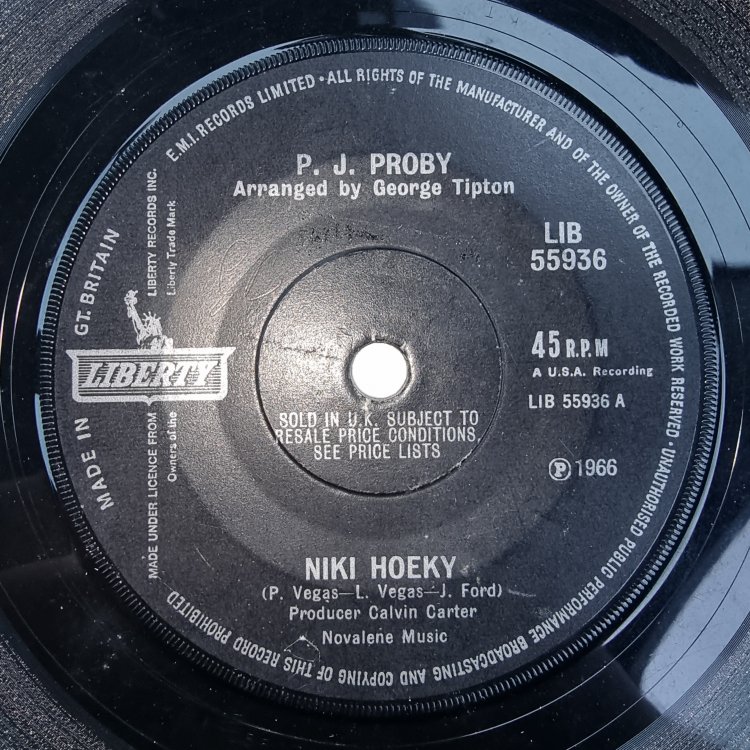 E.M.I. RECORDS LIMITED • ALL RIGHTS OF THE MANUFACTURER AND OF THE OWNER OF THE RECORDED WORK RESERVED • UNAUTHORISED PUBLIC PERFORMANCE BROADCASTING AND COPYING OF THIS RECORD PROHIBITED
MADE IN GT. BRITAIN
P. J. PROBY
Arranged by George Tipton
LIB
55936
LIBERTY
MADE UNDER LICENCE FROM LIBERTY RECORDS INC.
Owners of the Liberty Trade Mark
45 R.P.M
A U.S.A. Recording
LIB 55936 A
SOLD IN U.K. SUBJECT TO
RESALE PRICE CONDITIONS,
SEE PRICE LISTS
Ⓟ 1966
NIKI HOEKY
(P. Vegas—L. Vegas—J. Ford)
Producer Calvin Carter
Novalene Music